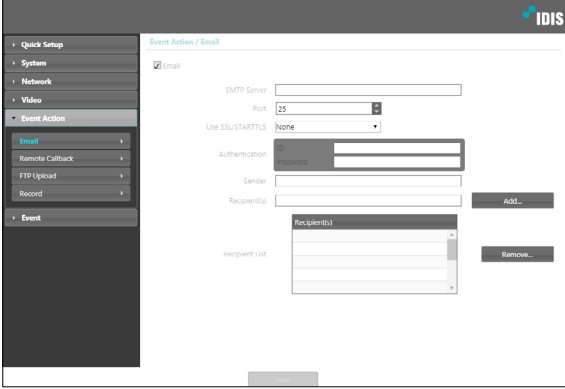 IDIS
Quick Setup
System
Network
Video
Event Action
Email
Remote Callback
FTP Upload
Record
Event
Event Action / Email
Email
SMTP Server
Port 25
Use SSL/STARTTLS None
Authentication
ID
Password
Sender
Recipient(s) Add...
Recipient(s)
Recipient List Remove...
Save